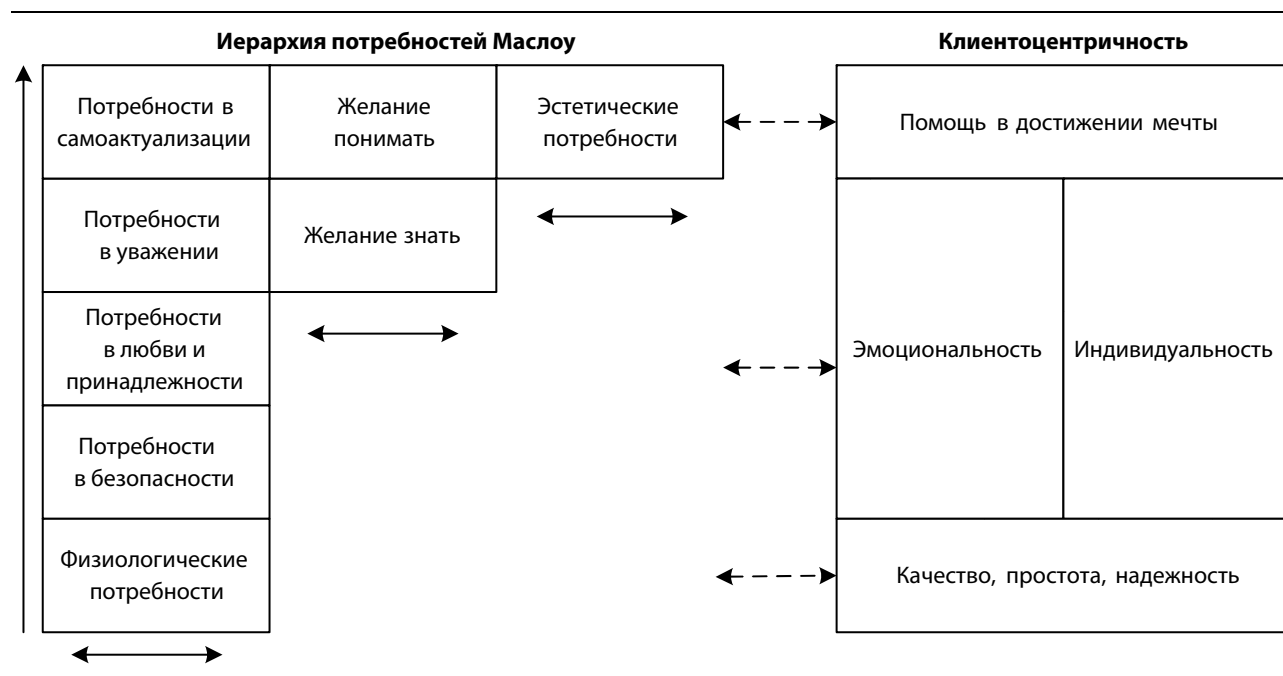 Иерархия потребностей Маслоу
Клиентоцентричность
Потребности в
самоактуализации
Желание
понимать
Эстетические
потребности
Помощь в достижении мечты
Потребности
в уважении
Желание знать
Потребности
в любви и
принадлежности
Эмоциональность
Индивидуальность
Потребности
в безопасности
Физиологические
потребности
Качество, простота, надежность